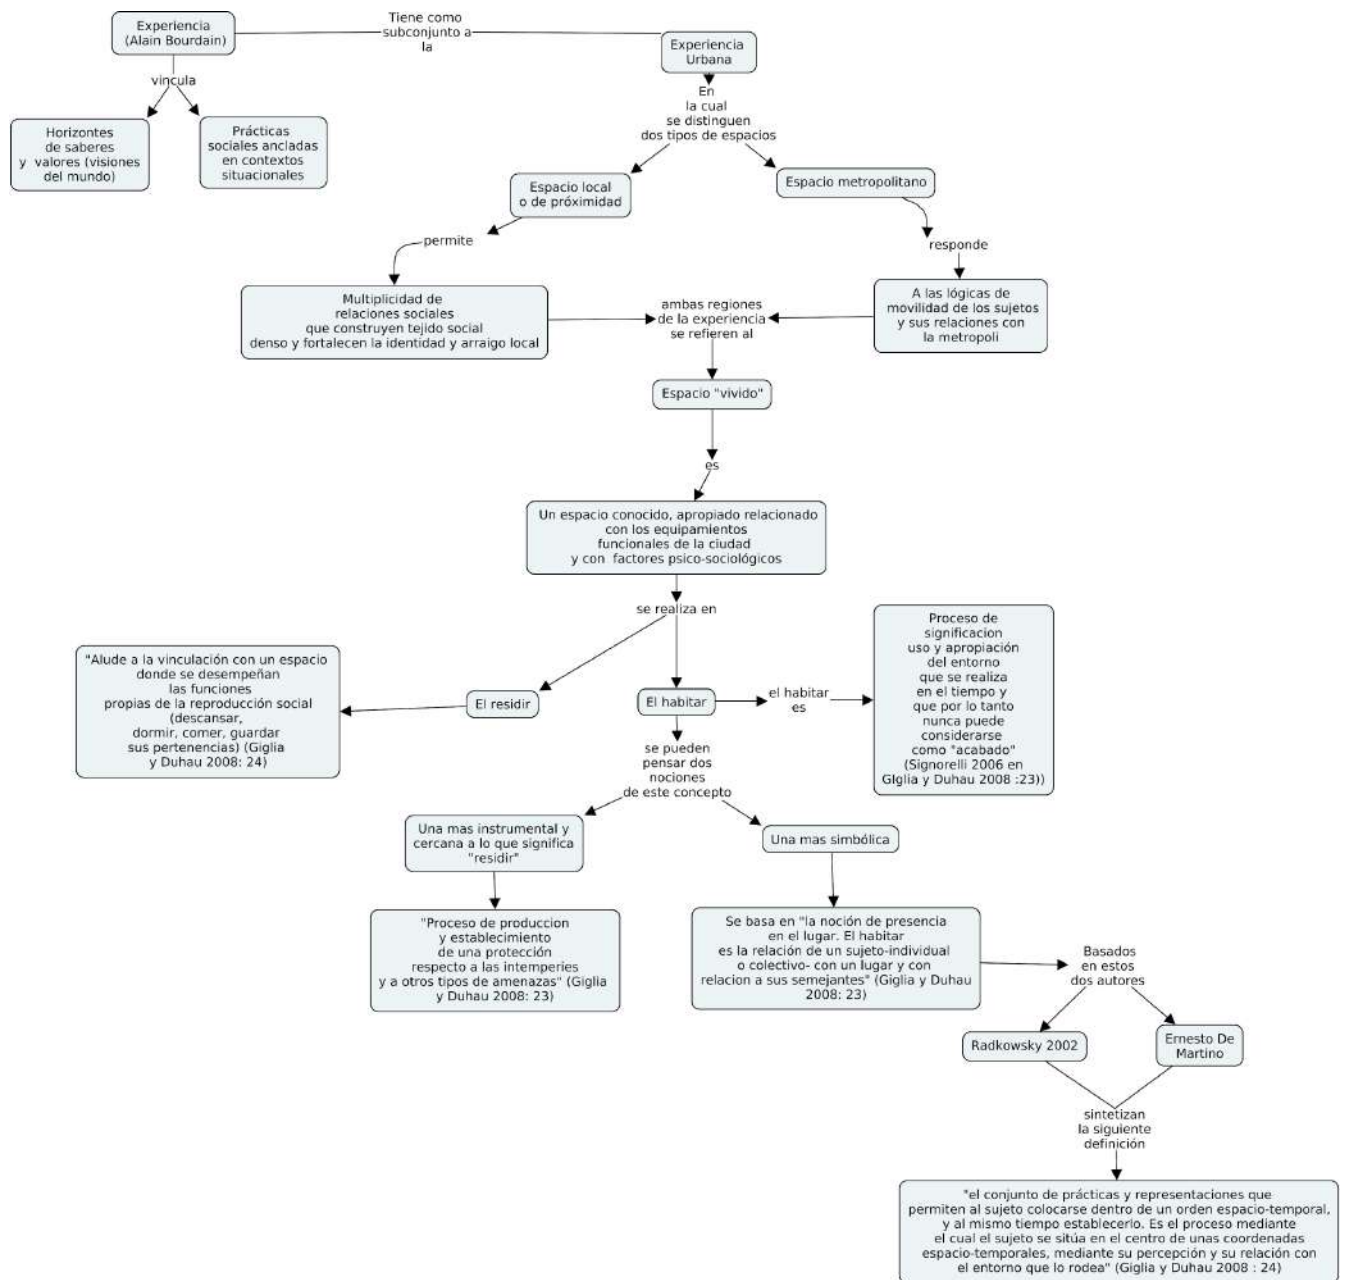 Experiencia
(Alain Bourdain)
Tiene como
subconjunto a
la
Experiencia
Urbana
vincula
Horizontes
de saberes
y valores (visiones
del mundo)
Prácticas
sociales ancladas
en contextos
situacionales
En
la cual
se distinguen
dos tipos de espacios
Espacio local
o de próximidad
Espacio metropolitano
permite
responde
Multiplicidad de
relaciones sociales
que construyen tejido social
denso y fortalecen la identidad y arraigo local
ambas regiones
de la experiencia
se refieren al
A las lógicas de
movilidad de los sujetos
y sus relaciones con
la metropoli
Espacio "vivido"
es
Un espacio conocido, apropiado relacionado
con los equipamientos
funcionales de la ciudad
y con factores psico-sociológicos
se realiza en
"Alude a la vinculación con un espacio
donde se desempeñan
las funciones
propias de la reproducción social
(descansar,
dormir, comer, guardar
sus pertenencias) (Giglia
y Duhau 2008: 24)
El residir
El habitar
el habitar
es
Proceso de
significacion
uso y apropiación
del entorno
que se realiza
en el tiempo y
que por lo tanto
nunca puede
considerarse
como "acabado"
(Signorelli 2006 en
GIglia y Duhau 2008 :23))
se pueden
pensar dos
nociones
de este concepto
Una mas instrumental y
cercana a lo que significa
"residir"
Una mas simbólica
"Proceso de produccion
y establecimiento
de una protección
respecto a las intemperies
y a otros tipos de amenazas" (Giglia
y Duhau 2008: 23)
Se basa en "la noción de presencia
en el lugar. El habitar
es la relación de un sujeto-individual
o colectivo- con un lugar y con
relacion a sus semejantes" (Giglia y Duhau
2008: 23)
Basados
en estos
dos autores
Radkowsky 2002
Ernesto De
Martino
sintetizan
la siguiente
definición
"el conjunto de prácticas y representaciones que
permiten al sujeto colocarse dentro de un orden espacio-temporal,
y al mismo tiempo establecerlo. Es el proceso mediante
el cual el sujeto se sitúa en el centro de unas coordenadas
espacio-temporales, mediante su percepción y su relación con
el entorno que lo rodea" (Giglia y Duhau 2008 : 24)